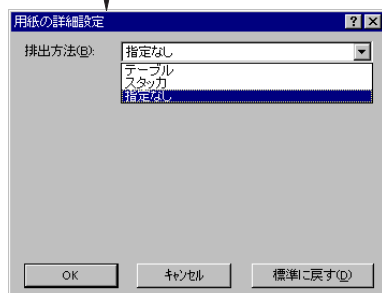 用紙の詳細設定
排出方法(B): 指定なし
テーブル
スタッカ
指定なし
OK キャンセル 標準に戻す(D)